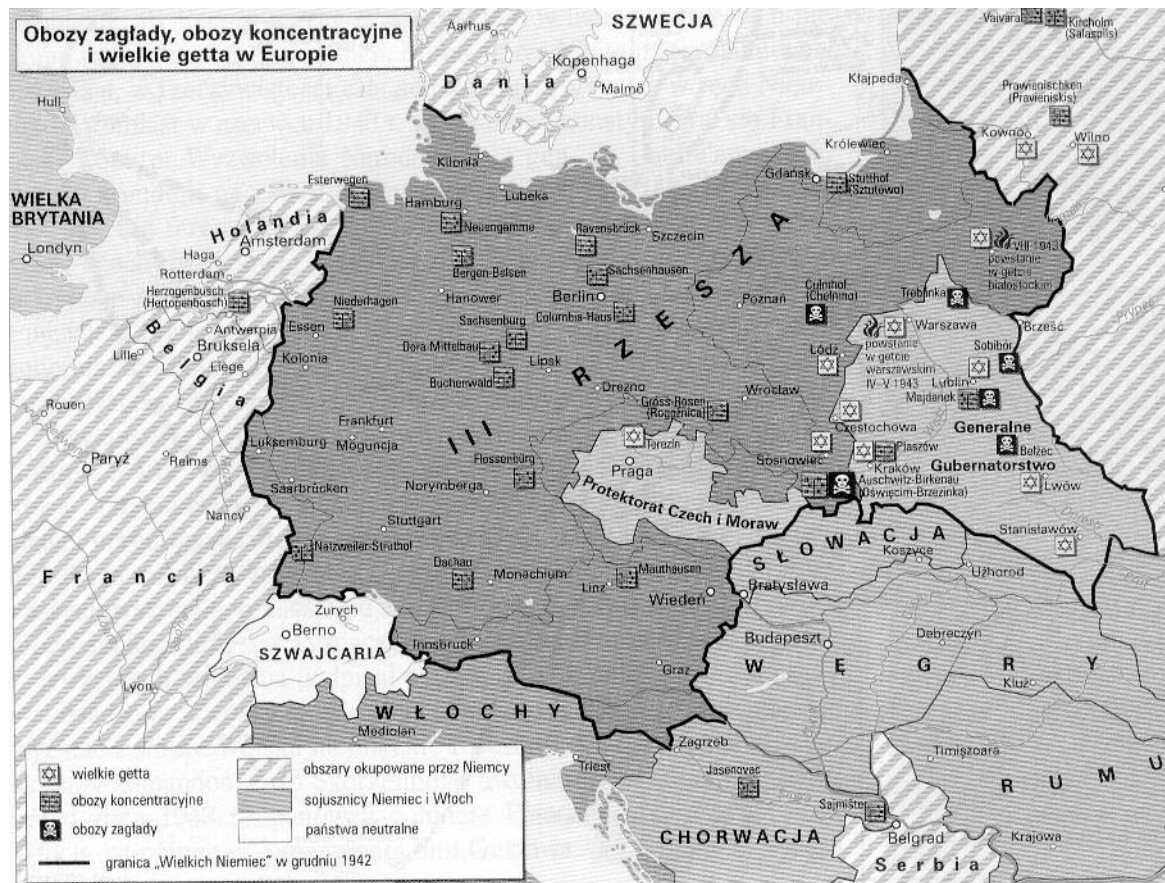 Obozy zagłady, obozy koncentracyjne
i wielkie getta w Europie
SZWECJA
Aarhus
Kopenhaga
Malmö
Dania
Vaivara
Kircholm
(Salaspils)
Hull
Kłajpeda
Prawienischken
(Pravieniskis)
Kowno
Wilno
Królewiec
Kilonia
Gdańsk
Stutthof
(Sztutowo)
Esterwegen
Lubeka
Hamburg
WIELKA
BRYTANIA
Londyn
Holandia
Amsterdam
Neuengamme
Ravensbrück
Szczecin
VIII 1943
powstanie
w getcie
białostockim
Haga
Rotterdam
Bergen-Belsen
Sachsenhausen
Herzogenbusch
(Hertogenbosch)
Niederhagen
Hanower
Berlin
Columbia-Haus
Poznań
Culmhof
(Chełmno)
Treblinka
Prypeć
Antwerpia
Essen
Sachsenburg
Warszawa
Brześć
Belgia
Bruksela
Lille
Liège
Kolonia
Dora-Mittelbau
Lipsk
Łódź
powstanie
w getcie
warszawskim
IV-V 1943
Sobibór
Lublin
Buchenwald
Drezno
Wrocław
Majdanek
Rouen
Gross-Rosen
(Rogoźnica)
Frankfurt
Moguncja
Luksemburg
Częstochowa
Generalne
Gubernatorstwo
Paryż
Reims
III RZESZA
Terezín
Praga
Płaszów
Bełżec
Flossenbürg
Sosnowiec
Kraków
Lwów
Saarbrücken
Norymberga
Protektorat Czech i Moraw
Auschwitz-Birkenau
(Oświęcim-Brzezinka)
Nancy
Stuttgart
Stanisławów
SŁOWACJA
Koszyce
Użhorod
Francja
Natzweiler-Struthof
Dachau
Monachium
Linz
Mauthausen
Wiedeń
Bratysława
Zurych
Berno
SZWAJCARIA
Innsbruck
Budapeszt
Debreczyn
Graz
WĘGRY
Kluż
Lyon
WŁOCHY
Mediolan
Zagrzeb
Timişoara
Triest
Jasenovac
RUMU
Sajmište
CHORWACJA
Belgrad
Krajowa
Serbia
wielkie getta
obozy koncentracyjne
obozy zagłady
granica „Wielkich Niemiec” w grudniu 1942
obszary okupowane przez Niemcy
sojusznicy Niemiec i Włoch
państwa neutralne